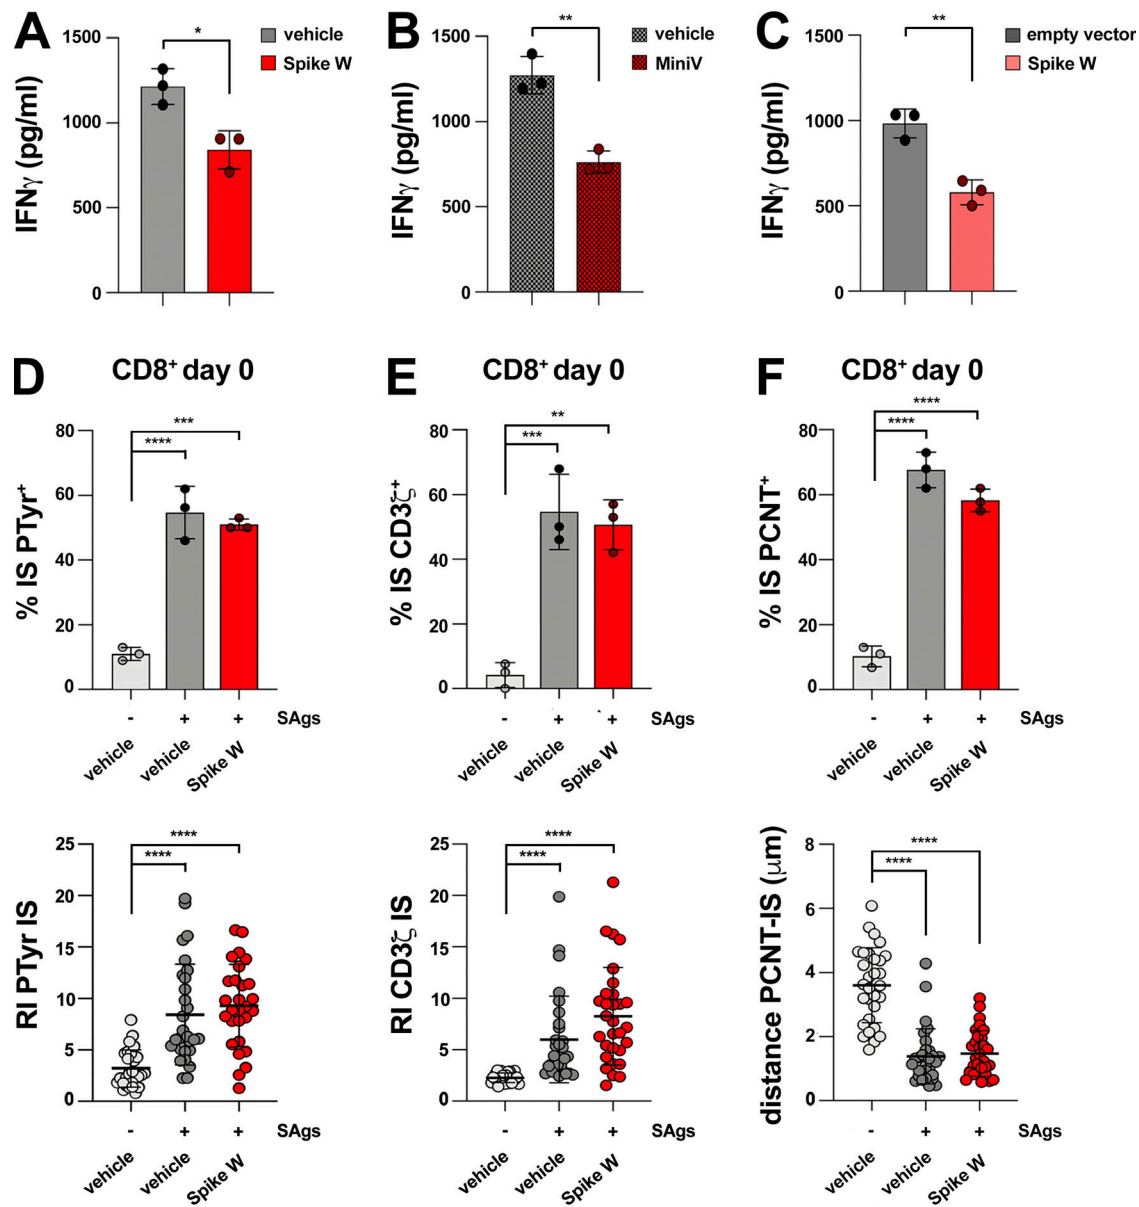 A
IFNγ (pg/ml)
1500
1000
500
0
*
vehicle
Spike W
B
IFNγ (pg/ml)
1500
1000
500
0
**
vehicle
MiniV
C
IFNγ (pg/ml)
1500
1000
500
0
**
empty vector
Spike W
D
CD8+ day 0
% IS PTyr+
80
60
40
20
0
***
****
- + + SAgs
vehicle vehicle Spike W
E
CD8+ day 0
% IS CD3ζ+
80
60
40
20
0
**
***
- + + SAgs
vehicle vehicle Spike W
F
CD8+ day 0
% IS PCNT+
80
60
40
20
0
****
****
- + + SAgs
vehicle vehicle Spike W
RI PTyr IS
25
20
15
10
5
0
****
****
- + + SAgs
vehicle vehicle Spike W
RI CD3ζ IS
25
20
15
10
5
0
****
****
- + + SAgs
vehicle vehicle Spike W
distance PCNT-IS (μm)
8
6
4
2
0
****
****
- + + SAgs
vehicle vehicle Spike W